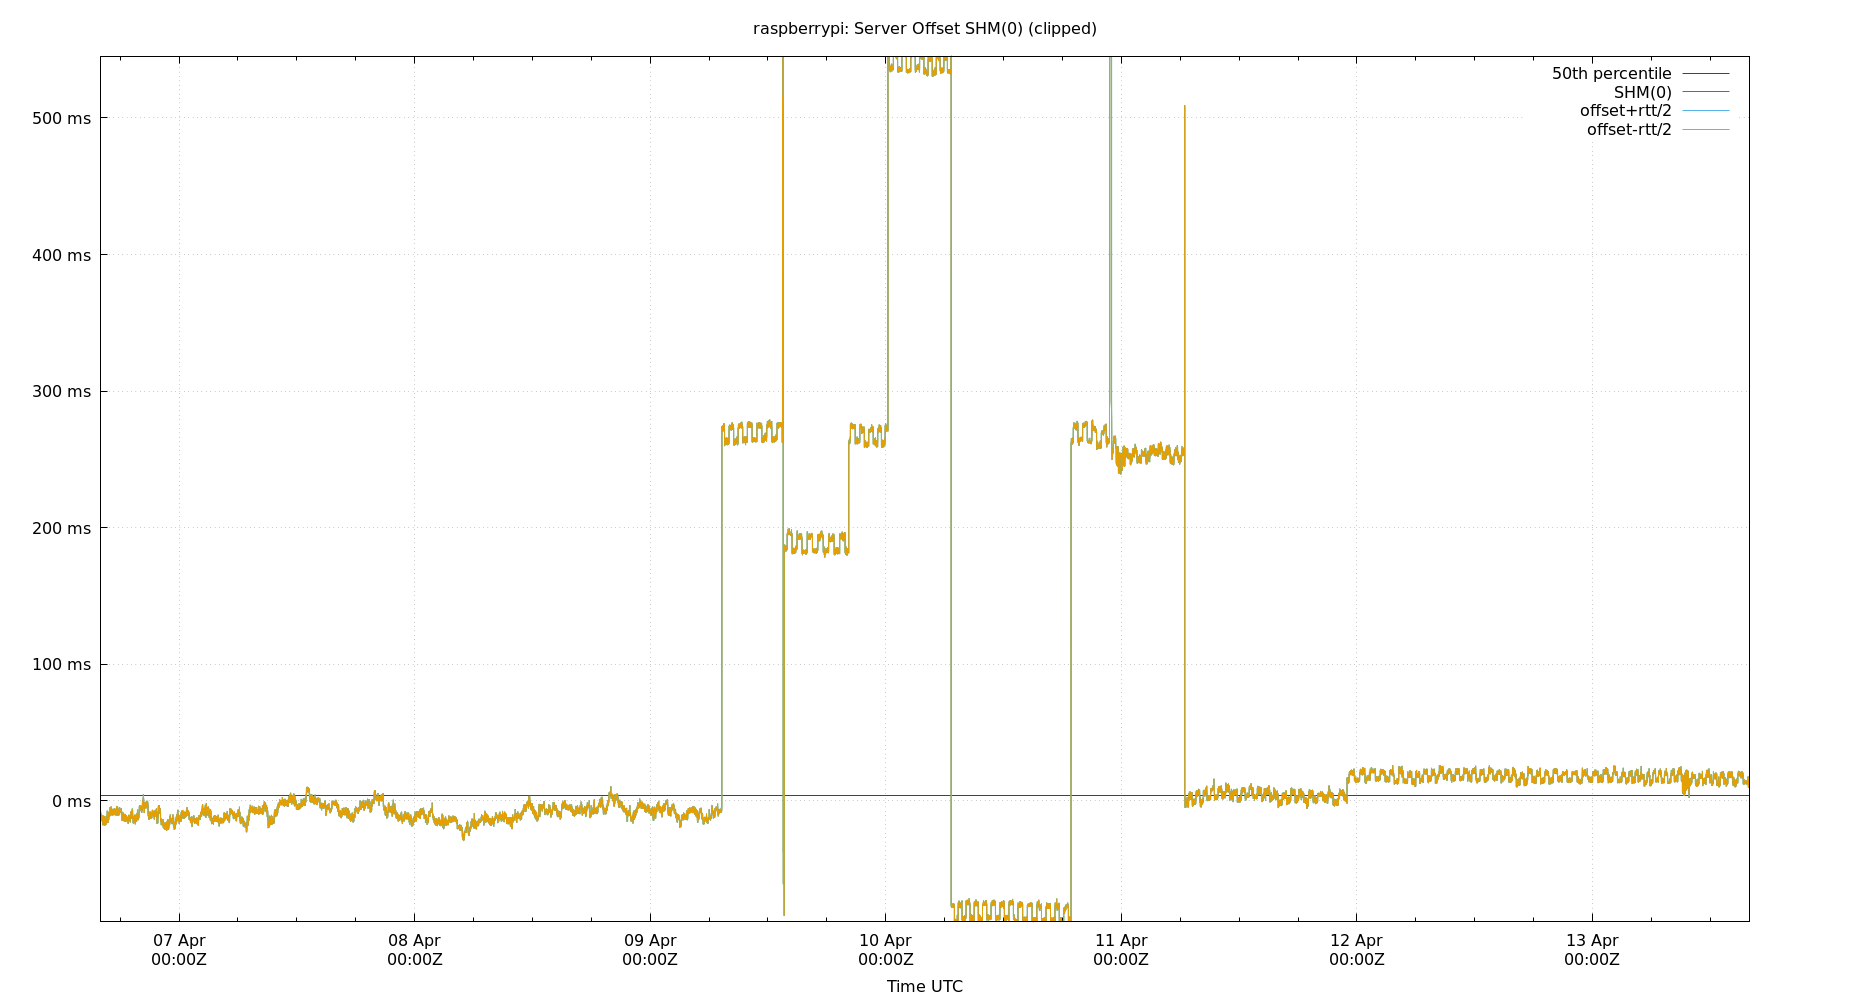 raspberrypi: Server Offset SHM(0) (clipped)
50th percentile
SHM(0)
offset+rtt/2
offset-rtt/2
500 ms
400 ms
300 ms
200 ms
100 ms
0 ms
07 Apr 08 Apr 09 Apr 10 Apr 11 Apr 12 Apr 13 Apr
00:00Z 00:00Z 00:00Z 00:00Z 00:00Z 00:00Z 00:00Z
Time UTC